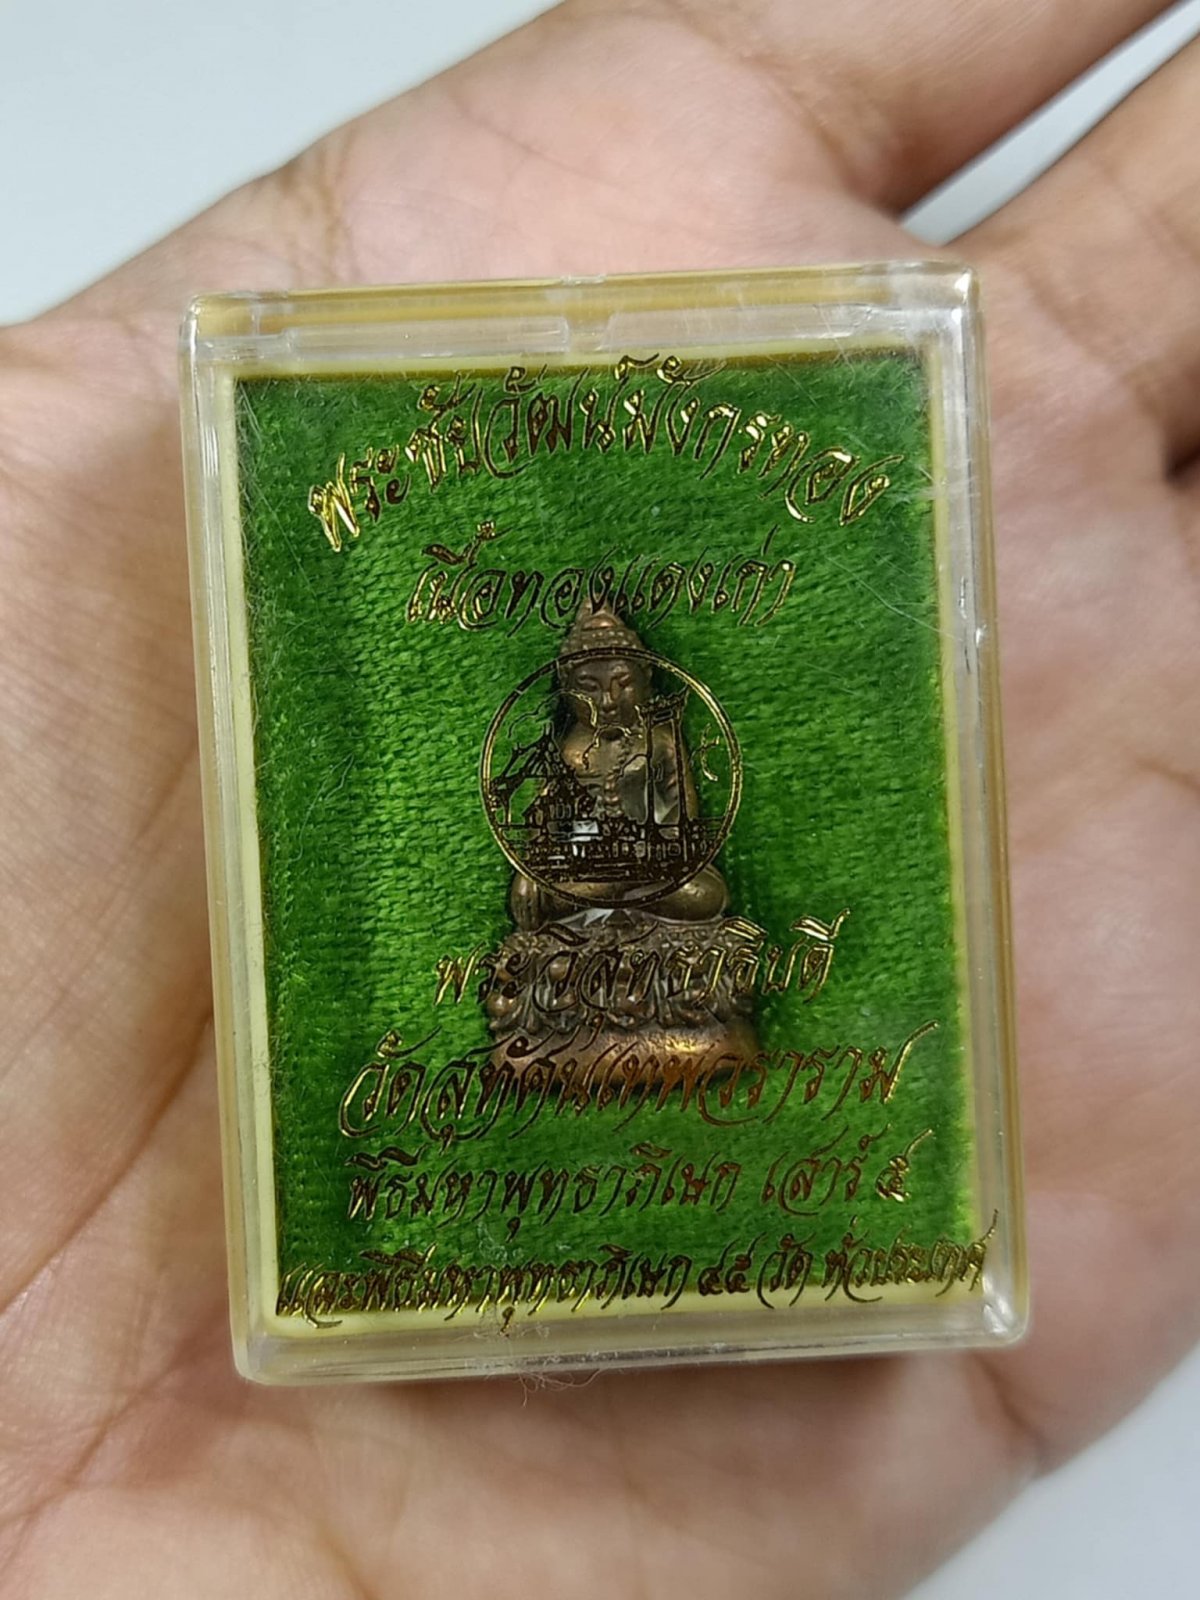 พระชัยวัฒน์มังกรทอง
เนื้อทองแดงเก่า
พระวิสุทธาธิบดี
วัดสุทัศน์เทพวราราม
พิธีมหาพุทธาภิเษก เสาร์ ๕
และพิธีมหาพุทธาภิเษก ๔๕ วัด ทั่วประเทศ